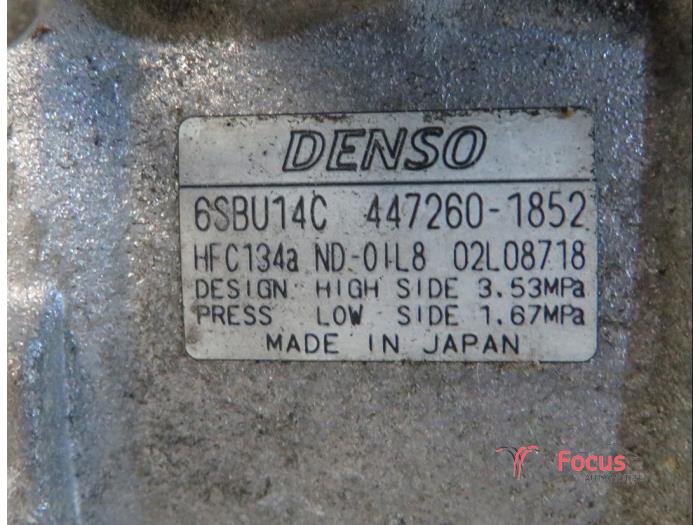 DENSO
6SBU14C 447260-1852
HFC134a ND-OIL8 02L08718
DESIGN HIGH SIDE 3.53MPa
PRESS LOW SIDE 1.67MPa
MADE IN JAPAN
Focus